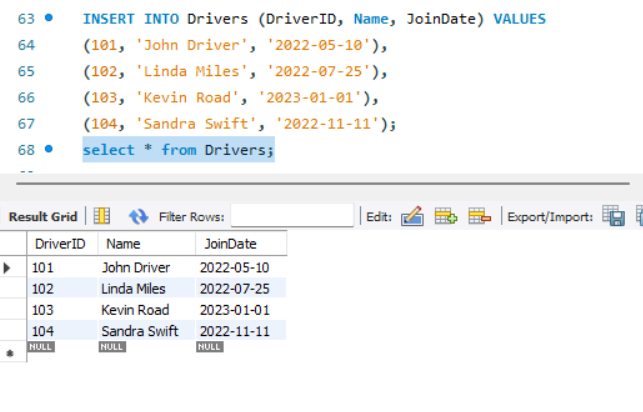 63 INSERT INTO Drivers (DriverID, Name, JoinDate) VALUES
64 (101, 'John Driver', '2022-05-10'),
65 (102, 'Linda Miles', '2022-07-25'),
66 (103, 'Kevin Road', '2023-01-01'),
67 (104, 'Sandra Swift', '2022-11-11');
68 select * from Drivers;
Result Grid Filter Rows: Edit: Export/Import:
DriverID Name JoinDate
101 John Driver 2022-05-10
102 Linda Miles 2022-07-25
103 Kevin Road 2023-01-01
104 Sandra Swift 2022-11-11
NULL NULL NULL